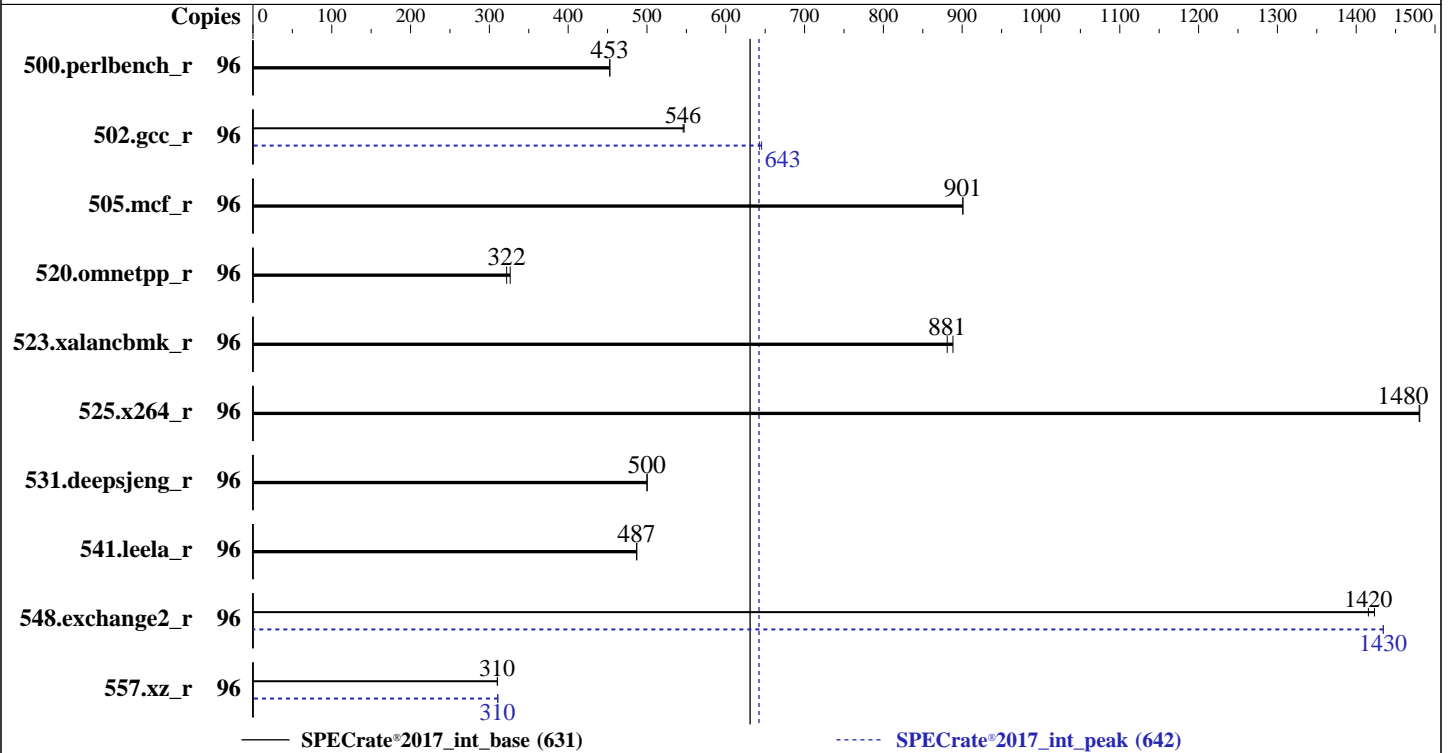 Copies 0 100 200 300 400 500 600 700 800 900 1000 1100 1200 1300 1400 1500
453
500.perlbench_r 96
546
502.gcc_r 96
643
901
505.mcf_r 96
322
520.omnetpp_r 96
881
523.xalancbmk_r 96
1480
525.x264_r 96
500
531.deepsjeng_r 96
487
541.leela_r 96
1420
548.exchange2_r 96
1430
310
557.xz_r 96
310
SPECrate®2017_int_base (631) SPECrate®2017_int_peak (642)